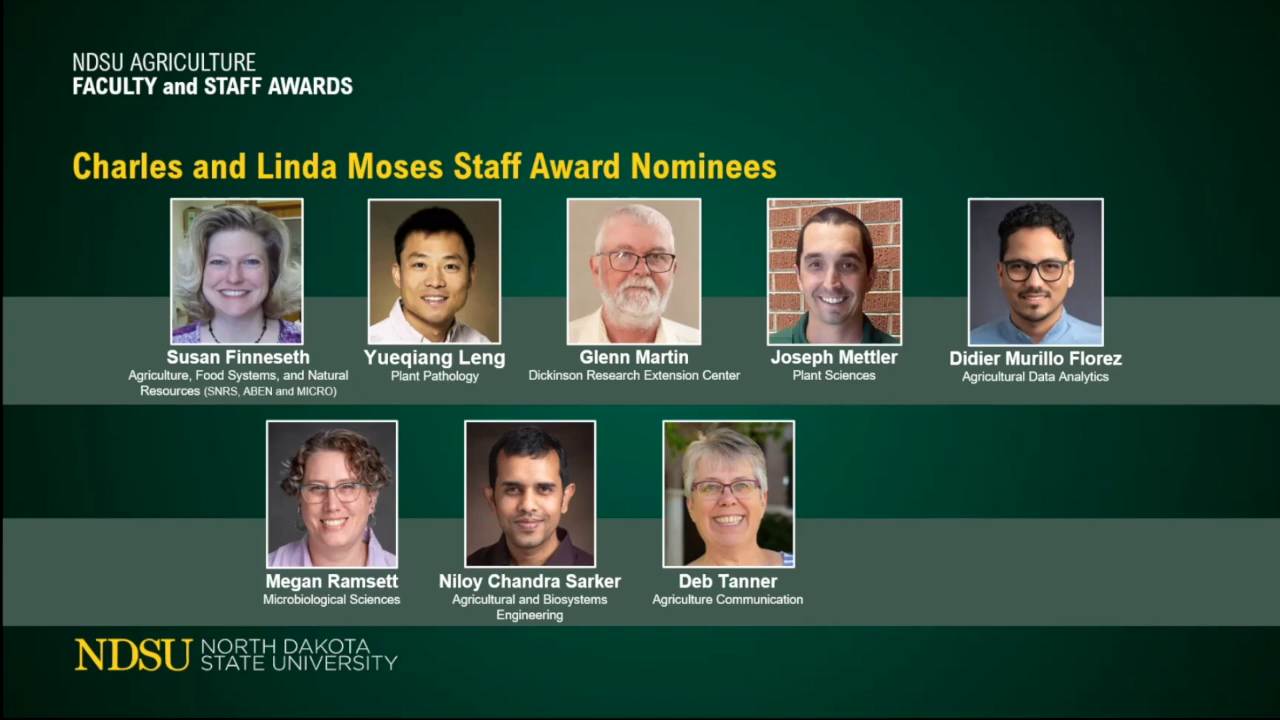 NDSU AGRICULTURE
FACULTY and STAFF AWARDS
Charles and Linda Moses Staff Award Nominees
Susan Finneseth
Agriculture, Food Systems, and Natural
Resources (SNRS, ABEN and MICRO)
Yueqiang Leng
Plant Pathology
Glenn Martin
Dickinson Research Extension Center
Joseph Mettler
Plant Sciences
Didier Murillo Florez
Agricultural Data Analytics
Megan Ramsett
Microbiological Sciences
Niloy Chandra Sarker
Agricultural and Biosystems
Engineering
Deb Tanner
Agriculture Communication
NDSU NORTH DAKOTA
STATE UNIVERSITY